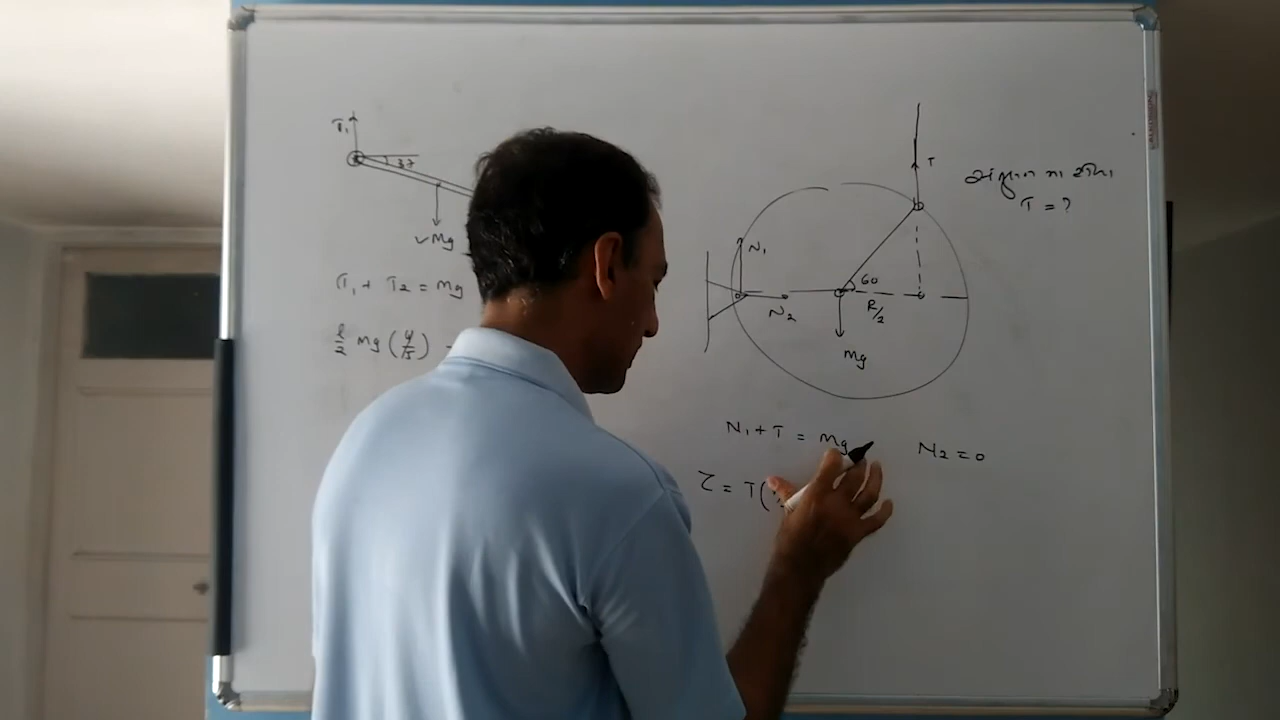 T₁
37
✓Mg
T₁ + T₂ = Mg
ℓ/2 Mg (4/5)
T
T = ?
N₁
N₂
60
R/2
Mg
N₁ + T = Mg
N₂ = 0
τ = T(